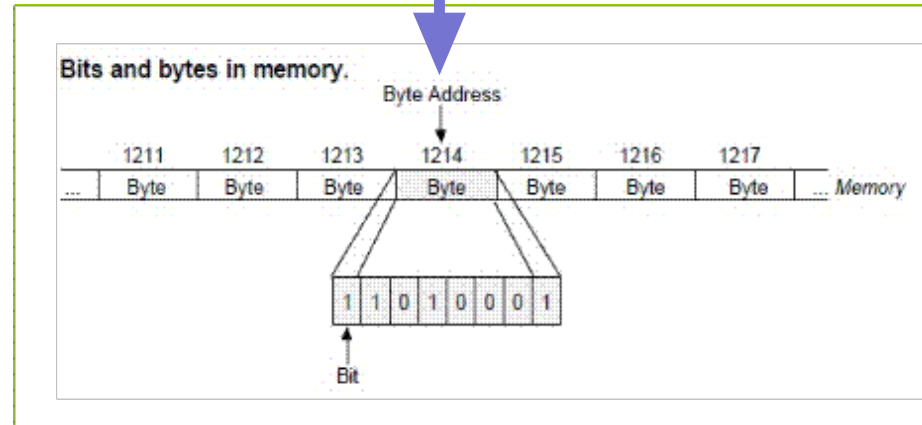 Bits and bytes in memory.
Byte Address
1211 1212 1213 1214 1215 1216 1217
... Byte Byte Byte Byte Byte Byte Byte ... Memory
1 1 0 1 0 0 0 1
Bit